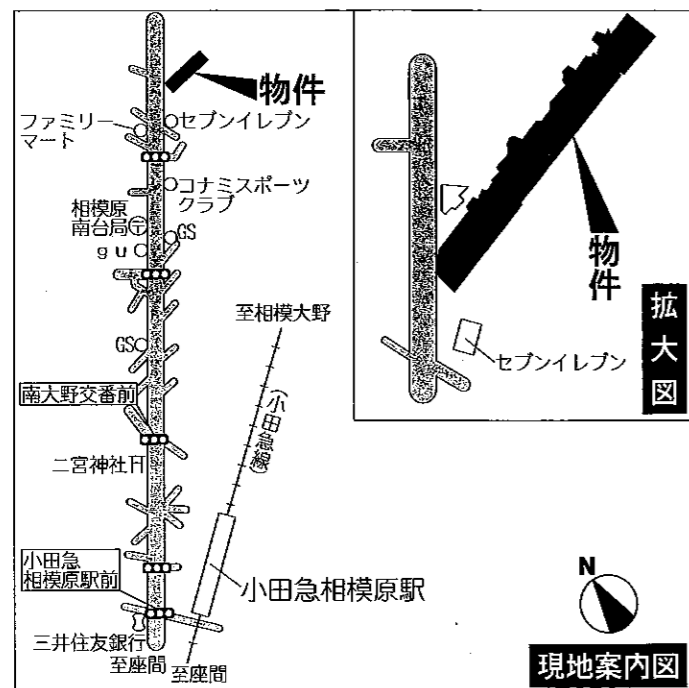 物件
ファミリー
マート
セブンイレブン
コナミスポーツ
クラブ
相模原
南台局〒
GS
gu
至相模大野
GS
(小田急線)
南大野交番前
二宮神社
小田急
相模原駅前
小田急相模原駅
三井住友銀行
至座間
至座間
物件
セブンイレブン
拡大図
N
現地案内図